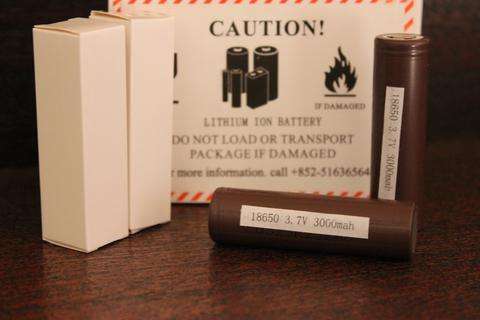 CAUTION!
IF DAMAGED
LITHIUM ION BATTERY
DO NOT LOAD OR TRANSPORT
PACKAGE IF DAMAGED
more information. call +852-51636564
18650 3.7V 3000mah
18650 3.7V 3000mah